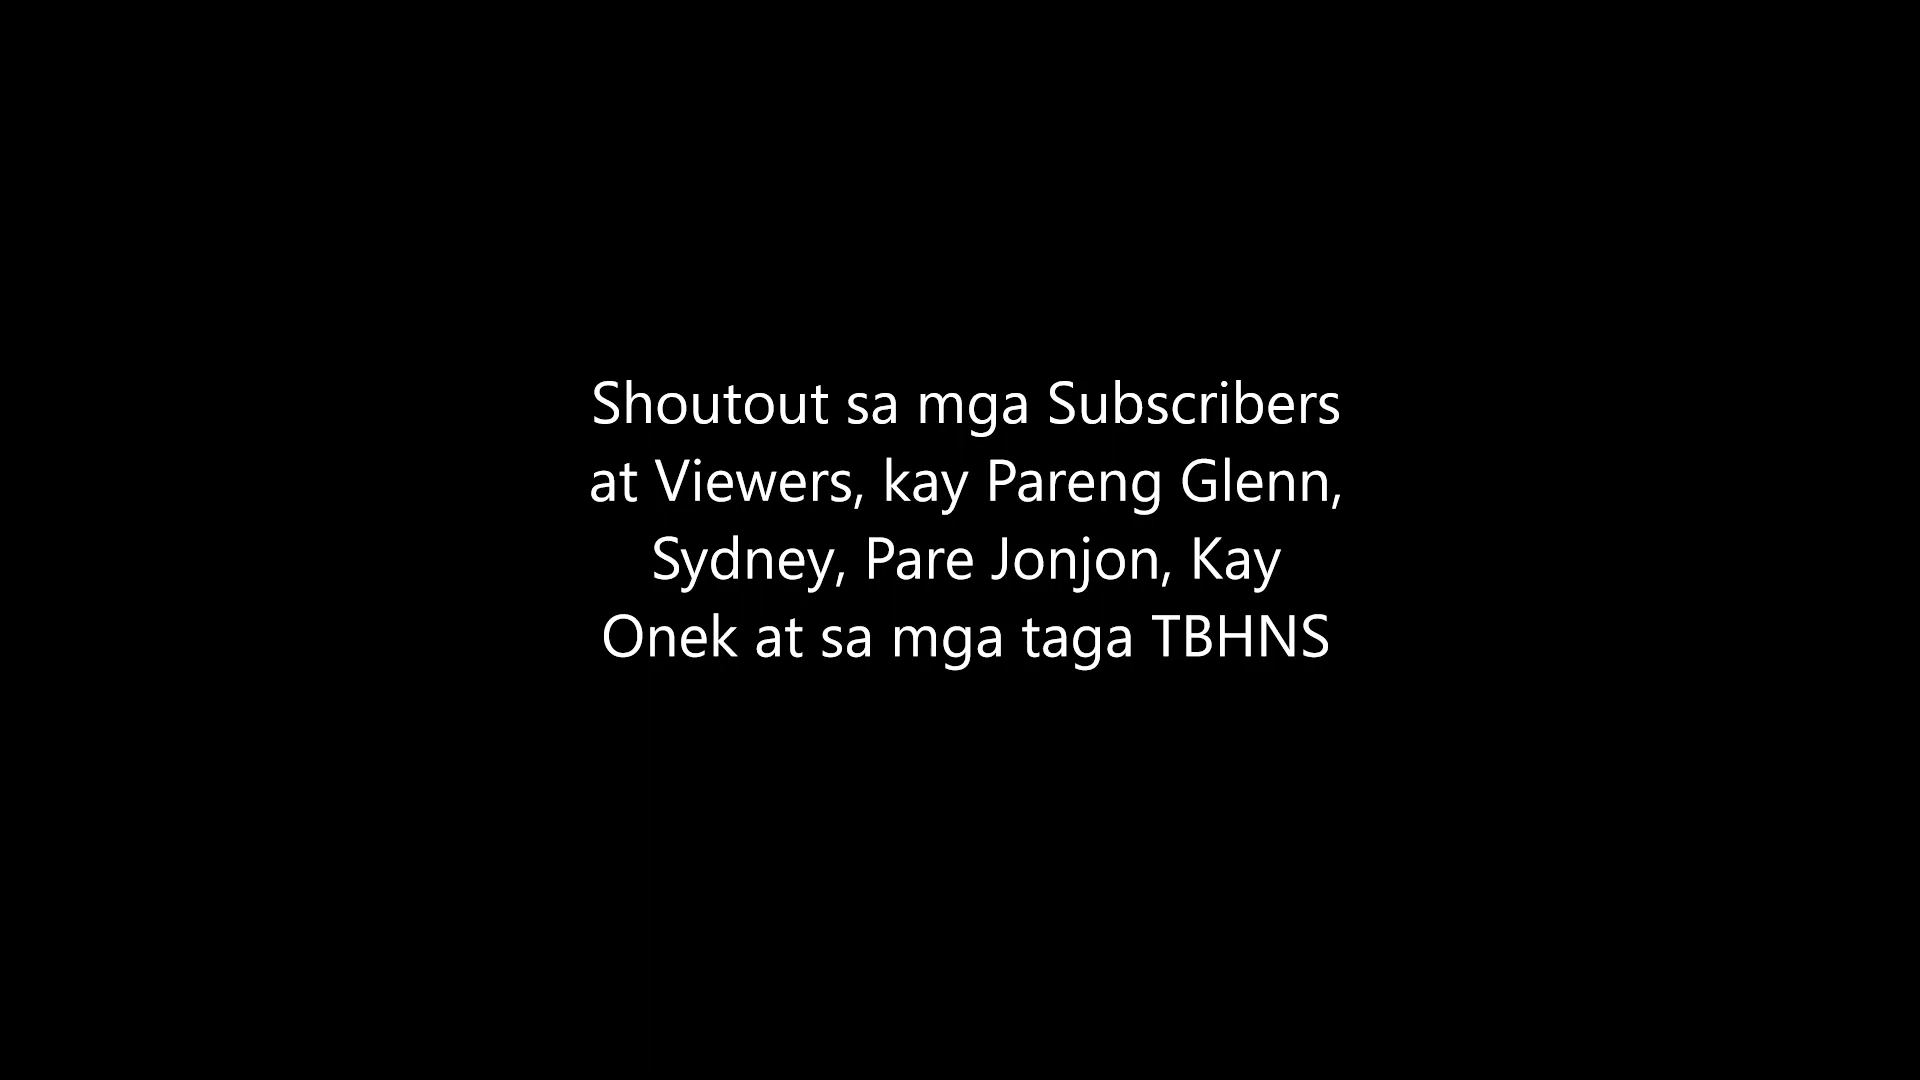 Shoutout sa mga Subscribers
at Viewers, kay Pareng Glenn,
Sydney, Pare Jonjon, Kay
Onek at sa mga taga TBHNS